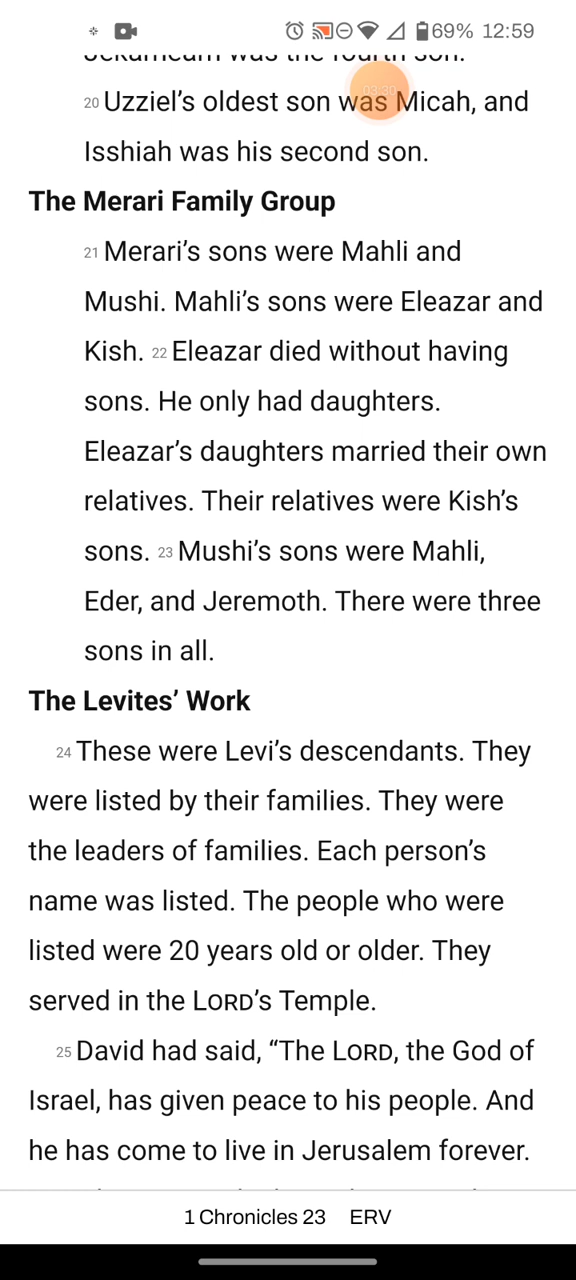 69% 12:59
Jekameam was the fourth son.
03:30
20 Uzziel’s oldest son was Micah, and
Isshiah was his second son.
The Merari Family Group
21 Merari’s sons were Mahli and
Mushi. Mahli’s sons were Eleazar and
Kish. 22 Eleazar died without having
sons. He only had daughters.
Eleazar’s daughters married their own
relatives. Their relatives were Kish’s
sons. 23 Mushi’s sons were Mahli,
Eder, and Jeremoth. There were three
sons in all.
The Levites’ Work
24 These were Levi’s descendants. They
were listed by their families. They were
the leaders of families. Each person’s
name was listed. The people who were
listed were 20 years old or older. They
served in the LORD’s Temple.
25 David had said, “The LORD, the God of
Israel, has given peace to his people. And
he has come to live in Jerusalem forever.
1 Chronicles 23 ERV